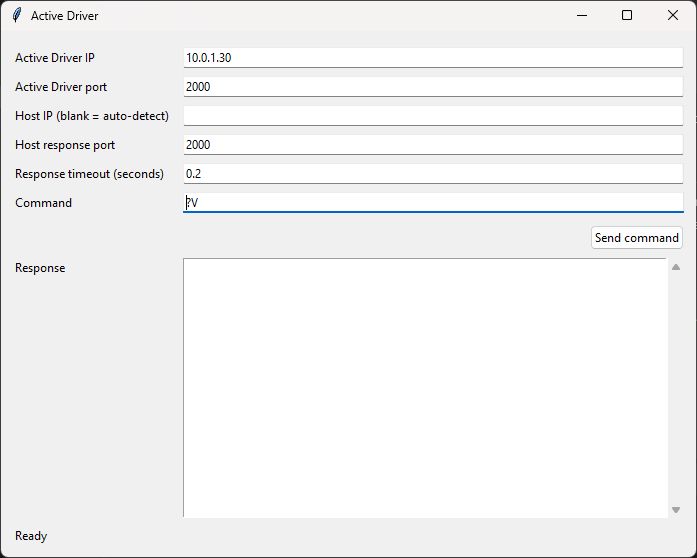 Active Driver
Active Driver IP 10.0.1.30
Active Driver port 2000
Host IP (blank = auto-detect)
Host response port 2000
Response timeout (seconds) 0.2
Command ?V
Send command
Response
Ready